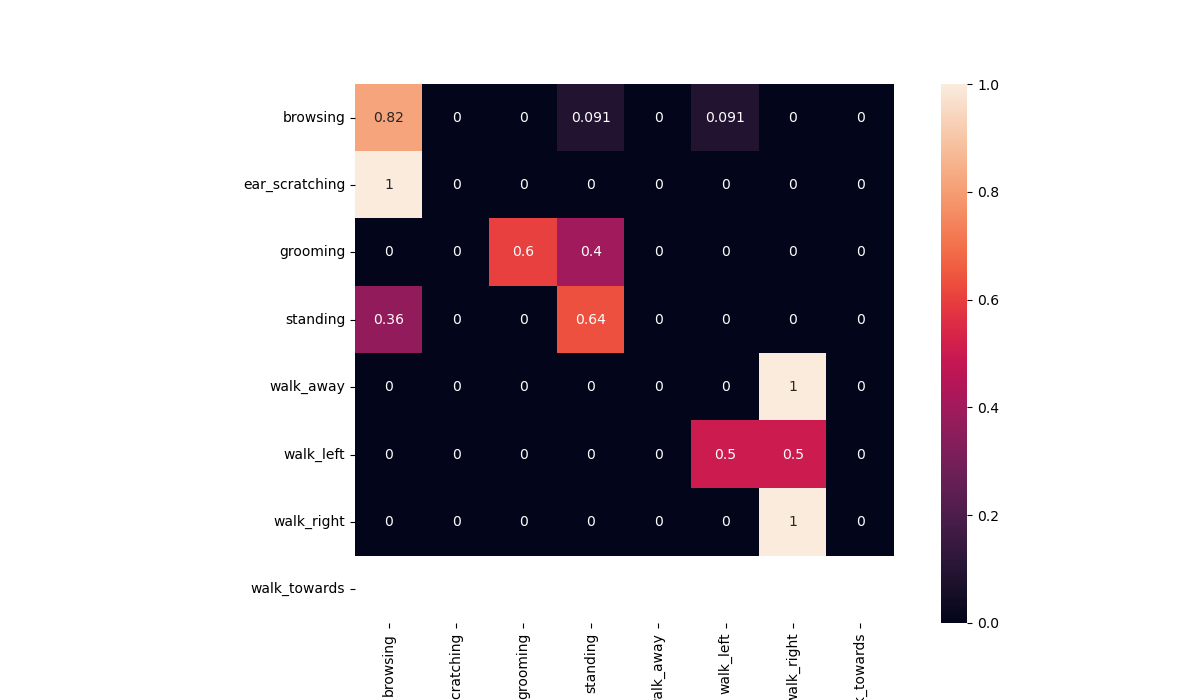 browsing 0.82 0 0 0.091 0 0.091 0 0
ear_scratching 1 0 0 0 0 0 0 0
grooming 0 0 0.6 0.4 0 0 0 0
standing 0.36 0 0 0.64 0 0 0 0
walk_away 0 0 0 0 0 0 1 0
walk_left 0 0 0 0 0 0.5 0.5 0
walk_right 0 0 0 0 0 0 1 0
walk_towards
1.0
0.8
0.6
0.4
0.2
0.0
browsing
cratching
grooming
standing
alk_away
walk_left
walk_right
_towards